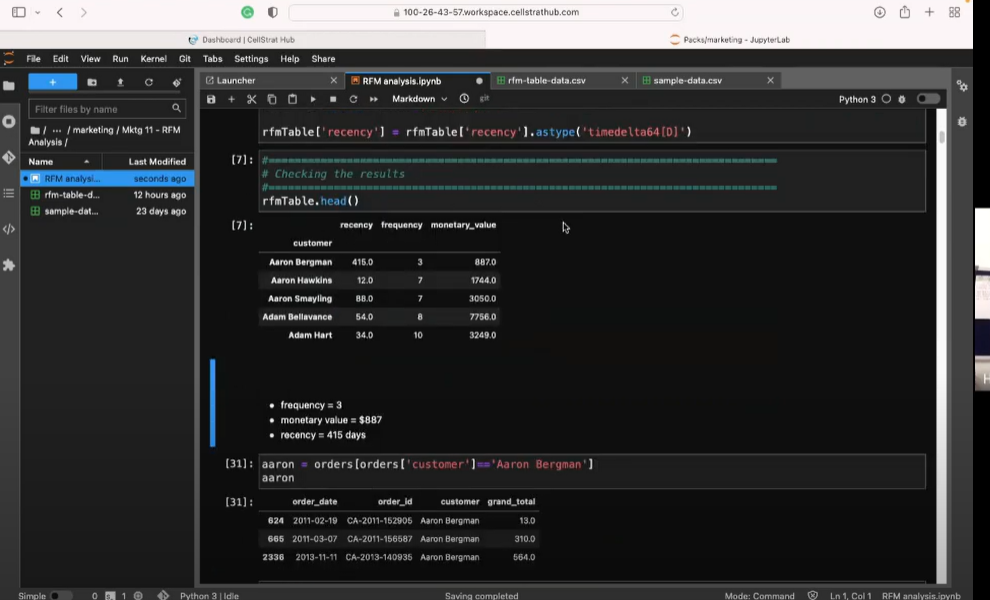 100-26-43-57.workspace.cellstrathub.com
Dashboard | CellStrat Hub
Packs/marketing - JupyterLab
File Edit View Run Kernel Git Tabs Settings Help Share
+
Filter files by name
/ ··· / marketing / Mktg 11 - RFM
Analysis /
Name Last Modified
RFM analysi... seconds ago
rfm-table-d... 12 hours ago
sample-dat... 23 days ago
Launcher
RFM analysis.ipynb
rfm-table-data.csv
sample-data.csv
Markdown
git
Python 3
rfmTable['recency'] = rfmTable['recency'].astype('timedelta64[D]')
[7]:
# Checking the results
rfmTable.head()
[7]:
recency frequency monetary_value
customer
Aaron Bergman 415.0 3 887.0
Aaron Hawkins 12.0 7 1744.0
Aaron Smayling 88.0 7 3050.0
Adam Bellavance 54.0 8 7756.0
Adam Hart 34.0 10 3249.0
• frequency = 3
• monetary value = $887
• recency = 415 days
[31]: aaron = orders[orders['customer']=='Aaron Bergman']
aaron
[31]:
order_date order_id customer grand_total
624 2011-02-19 CA-2011-152905 Aaron Bergman 13.0
665 2011-03-07 CA-2011-156587 Aaron Bergman 310.0
2336 2013-11-11 CA-2013-140935 Aaron Bergman 564.0
Simple 0 1 Python 3 | Idle Saving completed Mode: Command Ln 1, Col 1 RFM analysis.ipynb